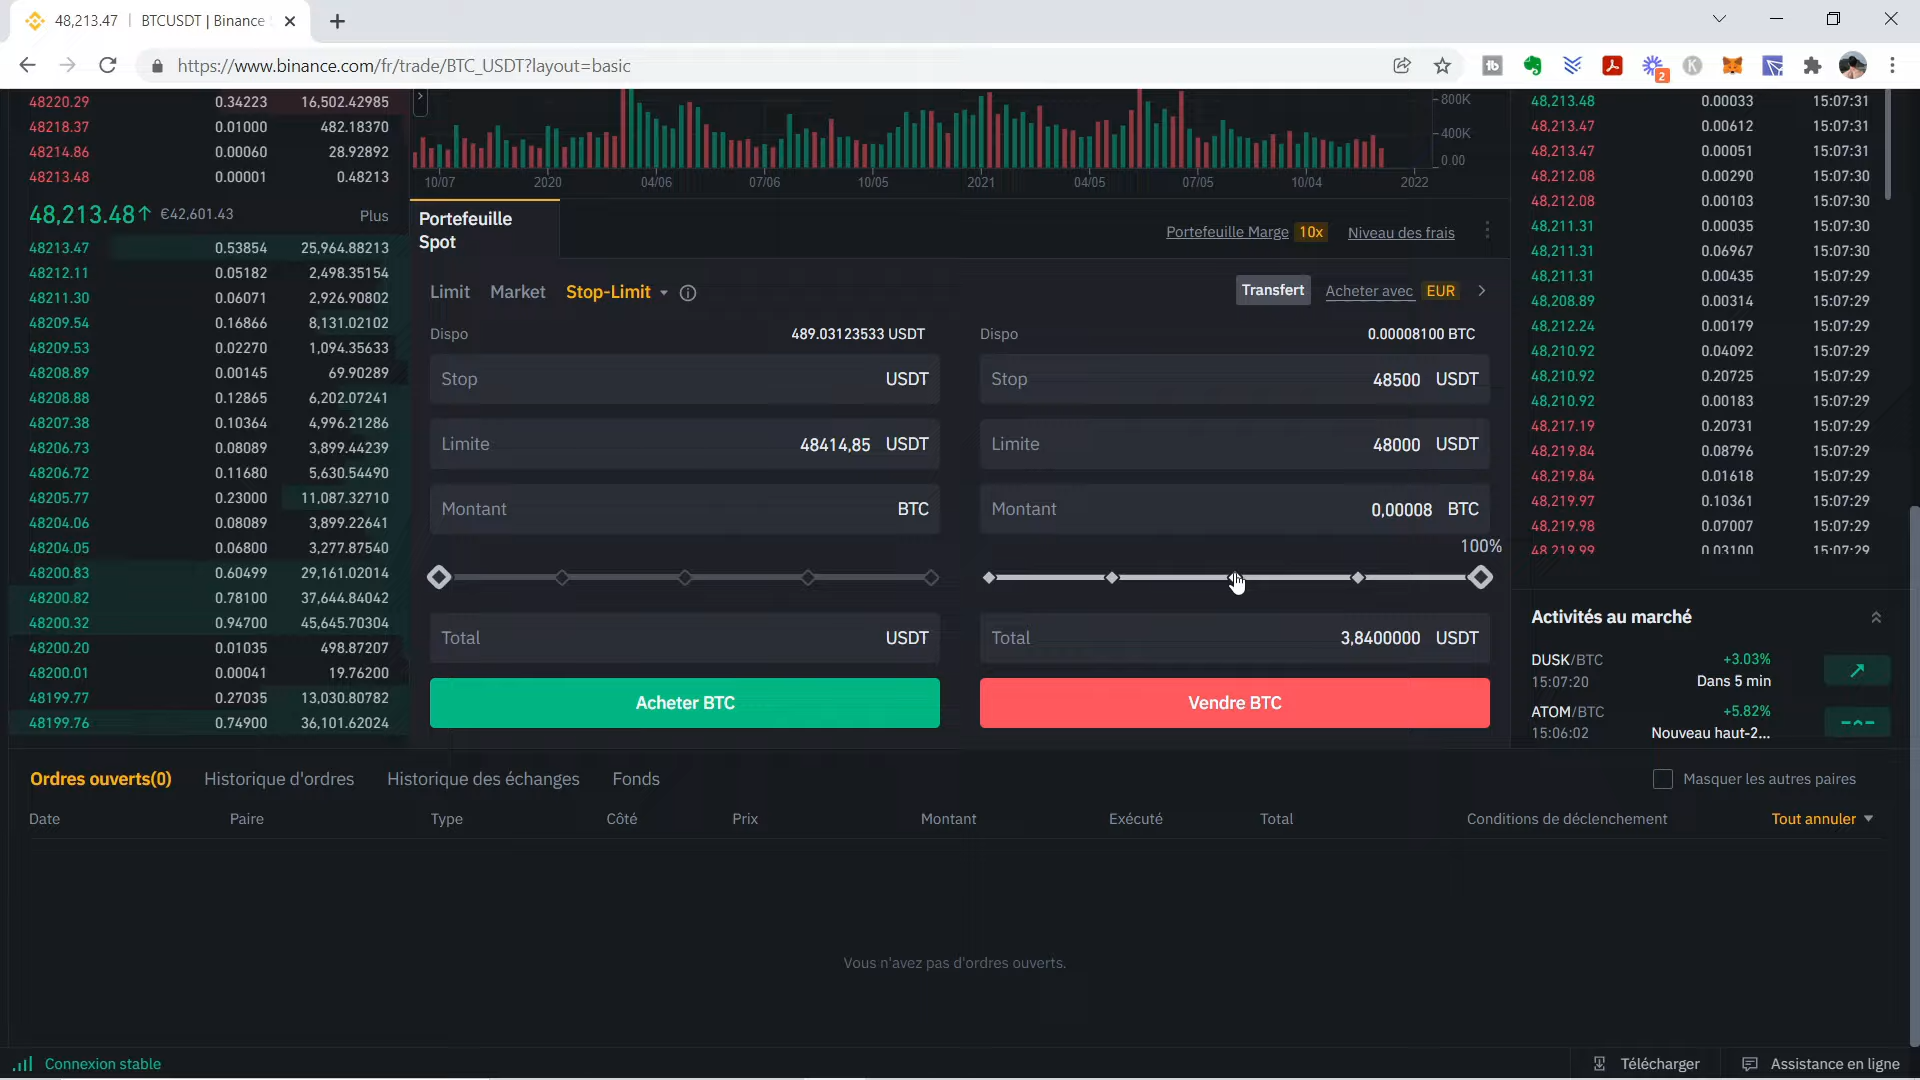 48,213.47 | BTCUSDT | Binance
https://www.binance.com/fr/trade/BTC_USDT?layout=basic
2
48220.29 0.34223 16,502.42985
48218.37 0.01000 482.18370
48214.86 0.00060 28.92892
48213.48 0.00001 0.48213
48,213.48↑ €42,601.43 Plus
48213.47 0.53854 25,964.88213
48212.11 0.05182 2,498.35154
48211.30 0.06071 2,926.90802
48209.54 0.16866 8,131.02102
48209.53 0.02270 1,094.35633
48208.89 0.00145 69.90289
48208.88 0.12865 6,202.07241
48207.38 0.10364 4,996.21286
48206.73 0.08089 3,899.44239
48206.72 0.11680 5,630.54490
48205.77 0.23000 11,087.32710
48204.06 0.08089 3,899.22641
48204.05 0.06800 3,277.87540
48200.83 0.60499 29,161.02014
48200.82 0.78100 37,644.84042
48200.32 0.94700 45,645.70304
48200.20 0.01035 498.87207
48200.01 0.00041 19.76200
48199.77 0.27035 13,030.80782
48199.76 0.74900 36,101.62024
800K
400K
0.00
10/07 2020 04/06 07/06 10/05 2021 04/05 07/05 10/04 2022
Portefeuille
Spot
Portefeuille Marge 10x Niveau des frais
Limit Market Stop-Limit
Transfert Acheter avec EUR
Dispo 489.03123533 USDT
Stop USDT
Limite 48414,85 USDT
Montant BTC
Total USDT
Acheter BTC
Dispo 0.00008100 BTC
Stop 48500 USDT
Limite 48000 USDT
Montant 0,00008 BTC
100%
Total 3,8400000 USDT
Vendre BTC
48,213.48 0.00033 15:07:31
48,213.47 0.00612 15:07:31
48,213.47 0.00051 15:07:31
48,212.08 0.00290 15:07:30
48,212.08 0.00103 15:07:30
48,211.31 0.00035 15:07:30
48,211.31 0.06967 15:07:30
48,211.31 0.00435 15:07:29
48,208.89 0.00314 15:07:29
48,212.24 0.00179 15:07:29
48,210.92 0.04092 15:07:29
48,210.92 0.20725 15:07:29
48,210.92 0.00183 15:07:29
48,217.19 0.20731 15:07:29
48,219.84 0.08796 15:07:29
48,219.84 0.01618 15:07:29
48,219.97 0.10361 15:07:29
48,219.98 0.07007 15:07:29
48,219.99 0.03100 15:07:29
Activités au marché
DUSK/BTC +3.03%
15:07:20 Dans 5 min
ATOM/BTC +5.82%
15:06:02 Nouveau haut-2...
Ordres ouverts(0) Historique d'ordres Historique des échanges Fonds Masquer les autres paires
Date Paire Type Côté Prix Montant Exécuté Total Conditions de déclenchement Tout annuler
Vous n'avez pas d'ordres ouverts.
Connexion stable Télécharger Assistance en ligne